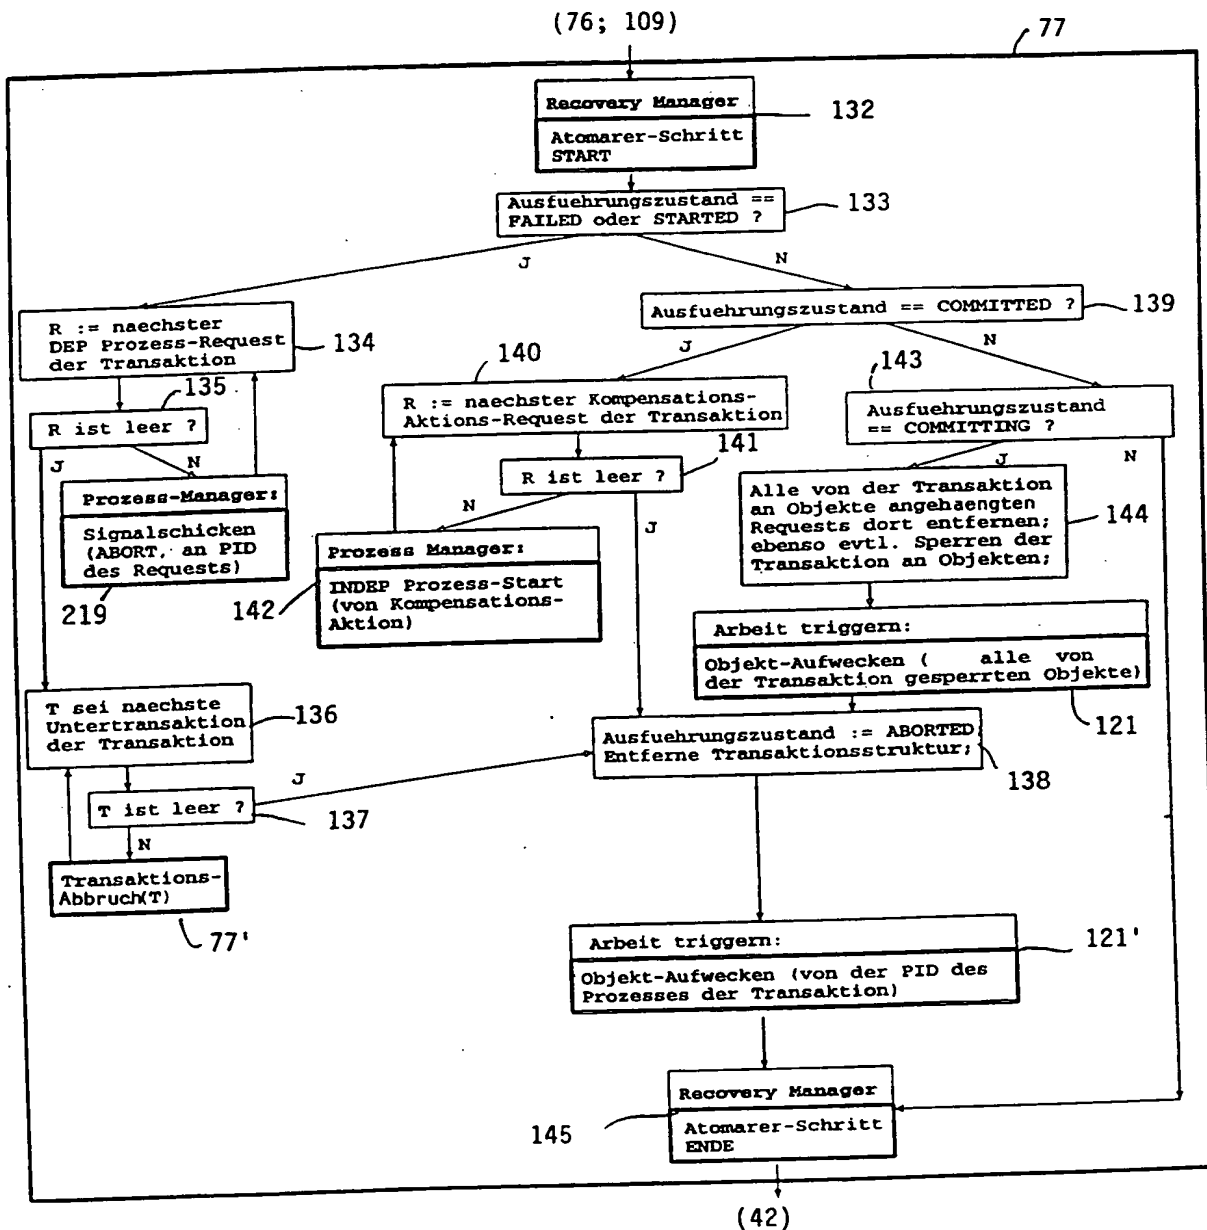 (76; 109)
77
Recovery Manager
132
Atomarer-Schritt
START
Ausfuehrungszustand ==
FAILED oder STARTED ?
133
J
N
R := naechster
DEP Prozess-Request
der Transaktion
134
Ausfuehrungszustand == COMMITTED ?
139
J
N
140
143
135
R ist leer ?
R := naechster Kompensations-
Aktions-Request der Transaktion
Ausfuehrungszustand
== COMMITTING ?
J
N
141
R ist leer ?
J
N
Prozess-Manager:
Signalschicken
(ABORT, an PID
des Requests)
219
N
J
Prozess Manager:
INDEP Prozess-Start
(von Kompensations-
Aktion)
142
Alle von der Transaktion
an Objekte angehaengten
Requests dort entfernen;
ebenso evtl. Sperren der
Transaktion an Objekten;
144
Arbeit triggern:
Objekt-Aufwecken ( alle von
der Transaktion gesperrten Objekte)
121
T sei naechste
Untertransaktion
der Transaktion
136
Ausfuehrungszustand := ABORTED
Entferne Transaktionsstruktur;
138
J
T ist leer ?
137
N
Transaktions-
Abbruch(T)
77'
Arbeit triggern:
121'
Objekt-Aufwecken (von der PID des
Prozesses der Transaktion)
Recovery Manager
145
Atomarer-Schritt
ENDE
(42)